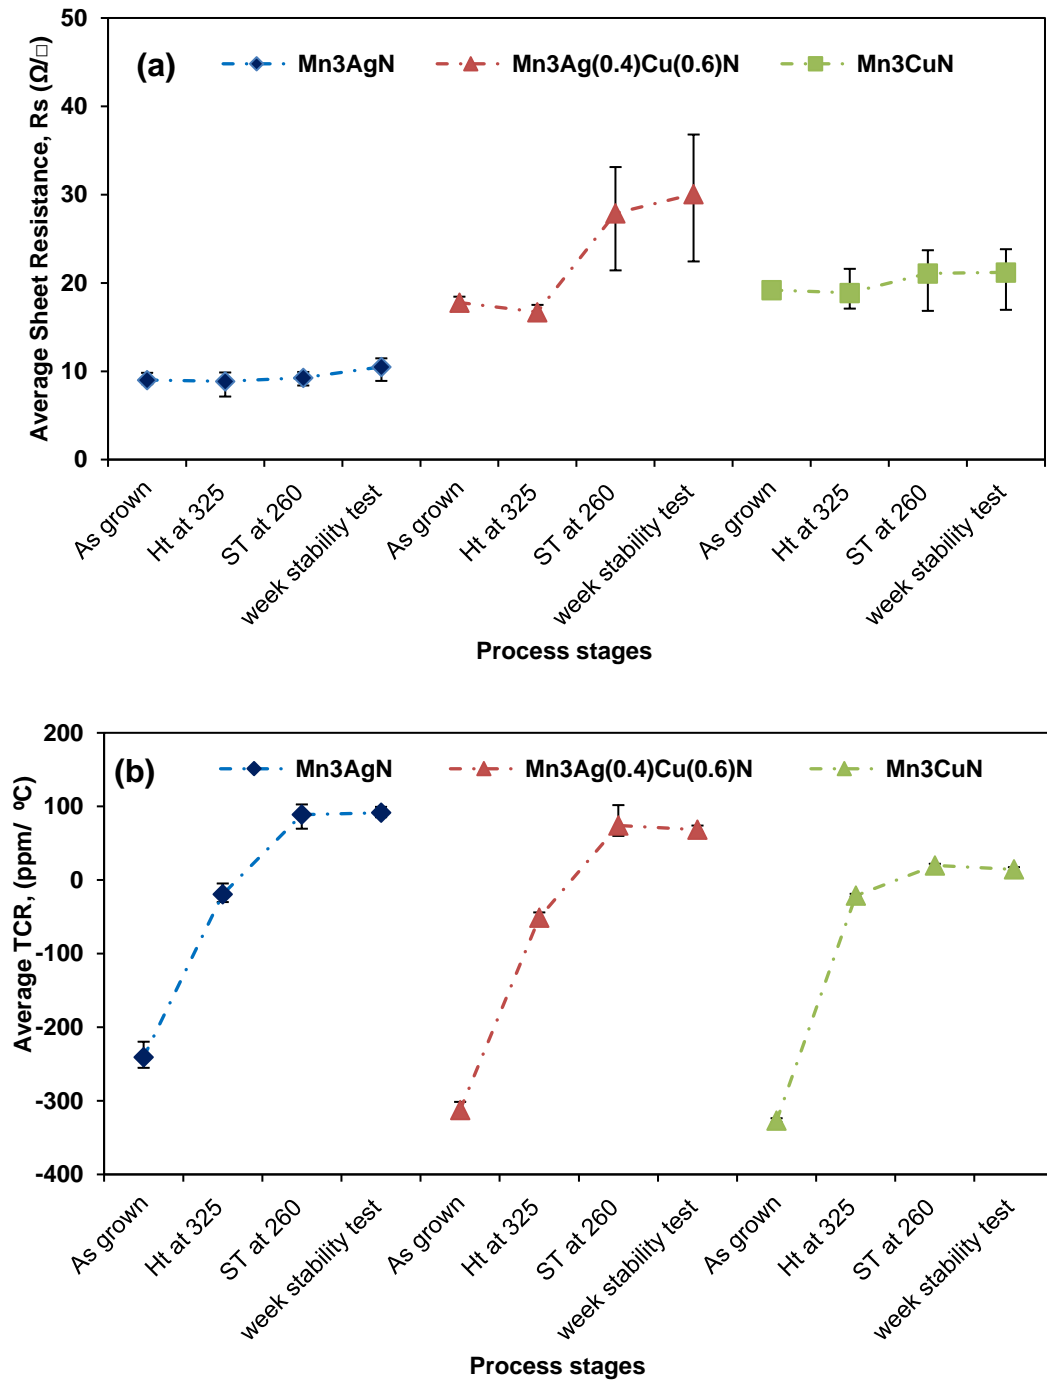 50
40
30
20
10
0
Average Sheet Resistance, Rs (Ω/□)
(a)
Mn3AgN
Mn3Ag(0.4)Cu(0.6)N
Mn3CuN
As grown
Ht at 325
ST at 260
week stability test
As grown
Ht at 325
ST at 260
week stability test
As grown
Ht at 325
ST at 260
week stability test
Process stages
200
100
0
-100
-200
-300
-400
Average TCR, (ppm/ ºC)
(b)
Mn3AgN
Mn3Ag(0.4)Cu(0.6)N
Mn3CuN
As grown
Ht at 325
ST at 260
week stability test
As grown
Ht at 325
ST at 260
week stability test
As grown
Ht at 325
ST at 260
week stability test
Process stages